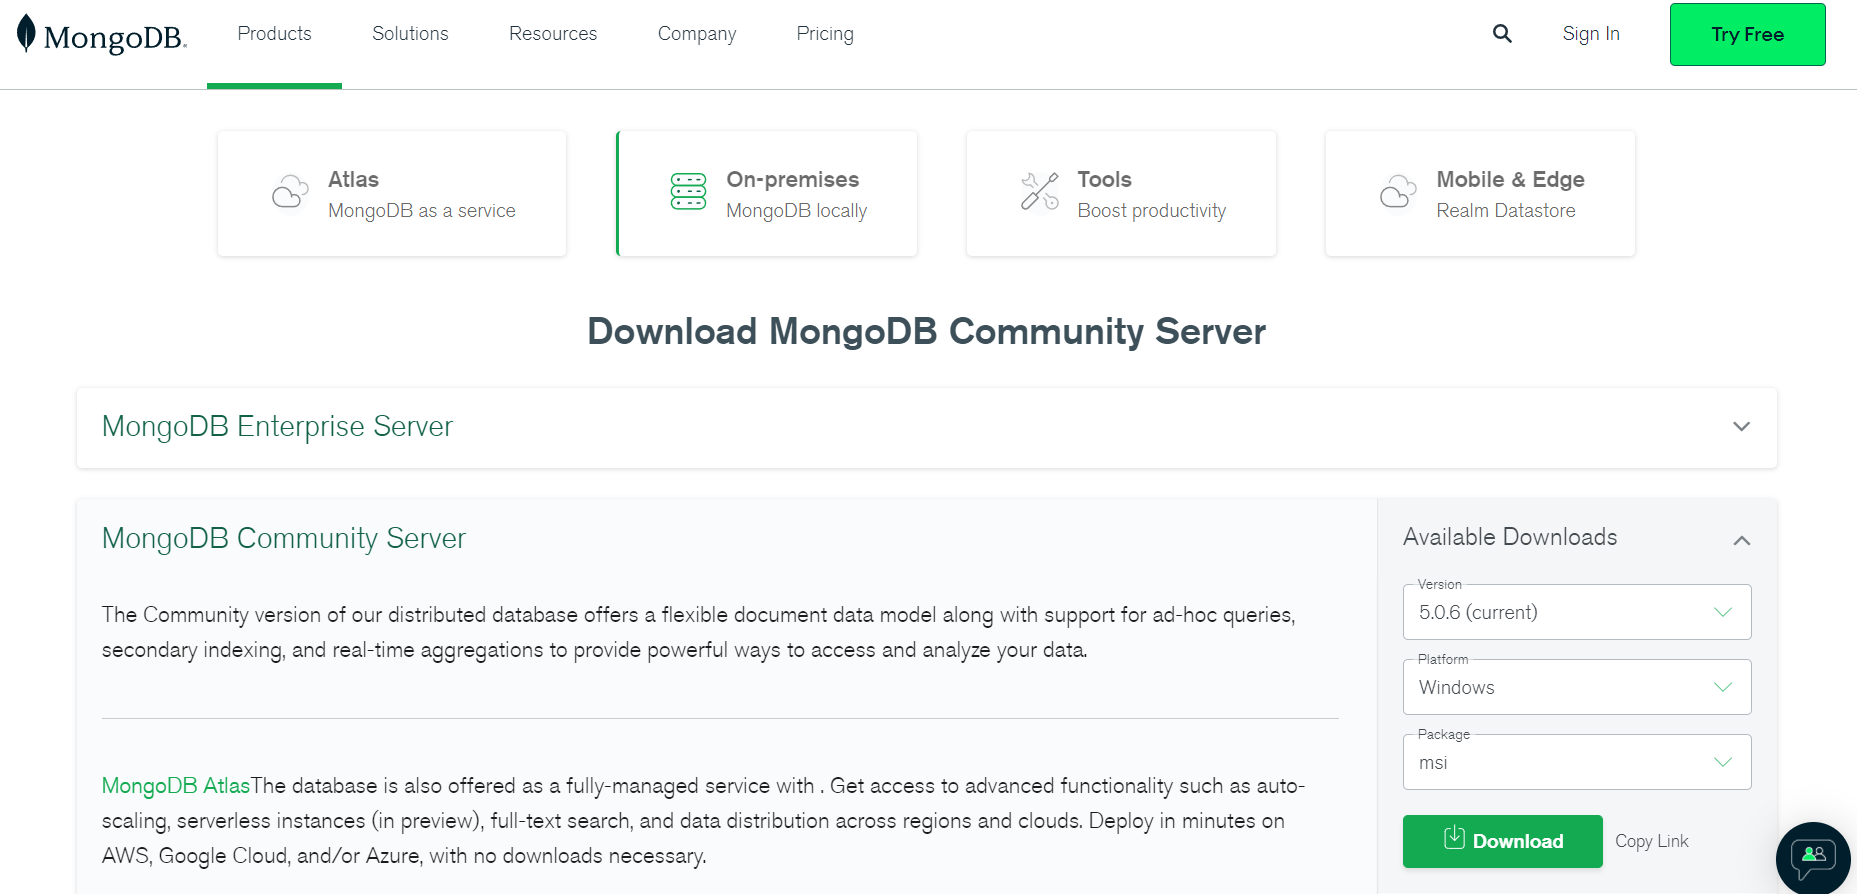 MongoDB.
Products
Solutions
Resources
Company
Pricing
Sign In
Try Free
Atlas
MongoDB as a service
On-premises
MongoDB locally
Tools
Boost productivity
Mobile & Edge
Realm Datastore
Download MongoDB Community Server
MongoDB Enterprise Server
MongoDB Community Server
The Community version of our distributed database offers a flexible document data model along with support for ad-hoc queries,
secondary indexing, and real-time aggregations to provide powerful ways to access and analyze your data.
MongoDB AtlasThe database is also offered as a fully-managed service with . Get access to advanced functionality such as auto-
scaling, serverless instances (in preview), full-text search, and data distribution across regions and clouds. Deploy in minutes on
AWS, Google Cloud, and/or Azure, with no downloads necessary.
Available Downloads
Version
5.0.6 (current)
Platform
Windows
Package
msi
Download
Copy Link